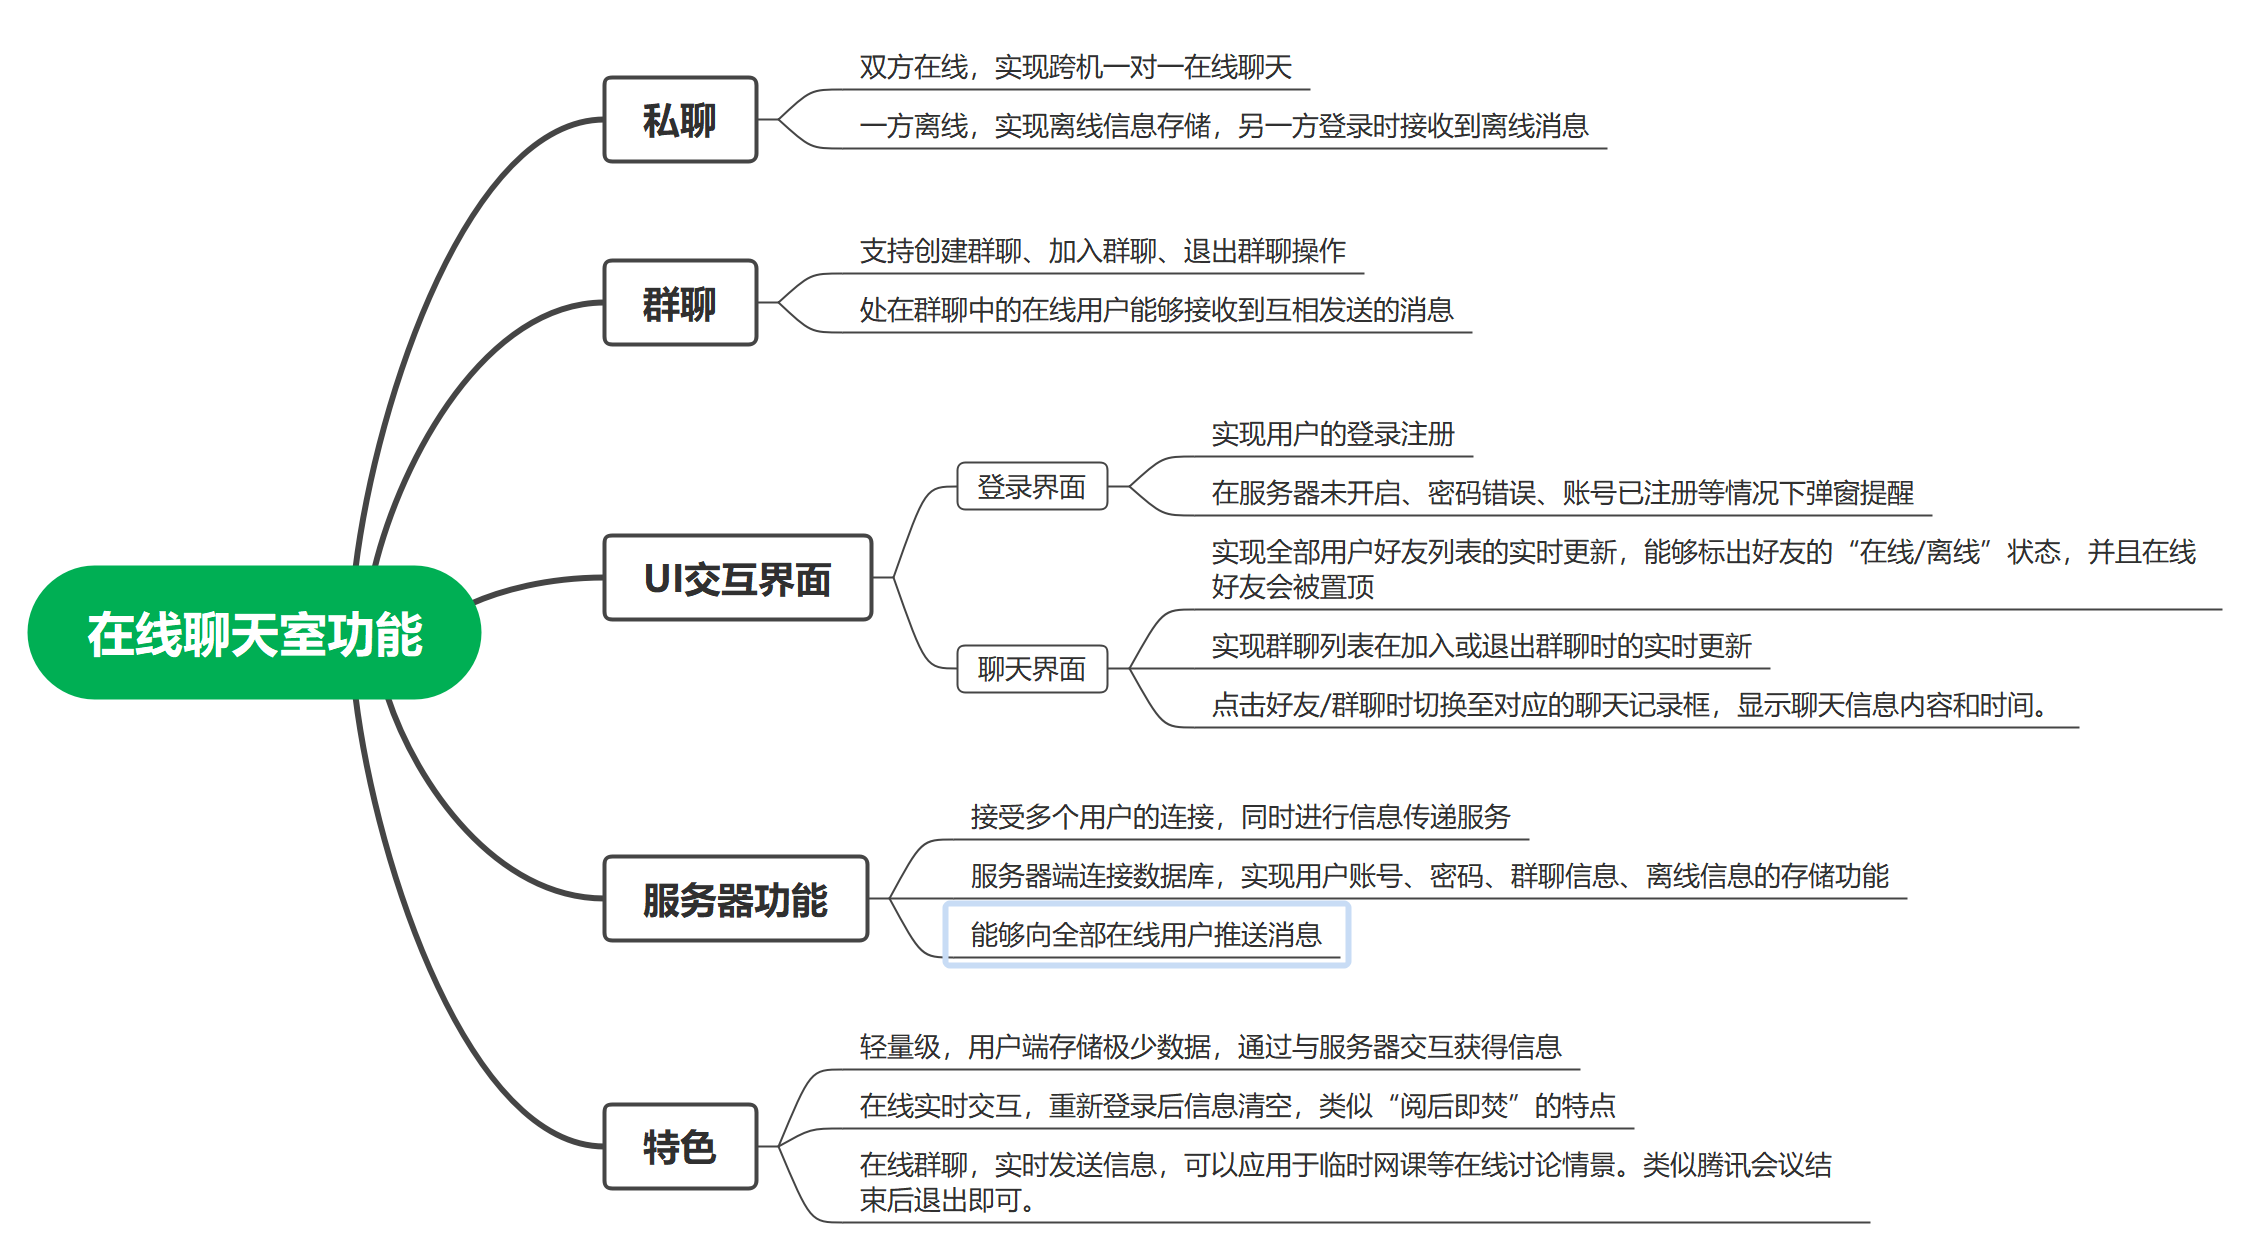 在线聊天室功能
私聊
双方在线，实现跨机一对一在线聊天
一方离线，实现离线信息存储，另一方登录时接收到离线消息
群聊
支持创建群聊、加入群聊、退出群聊操作
处在群聊中的在线用户能够接收到互相发送的消息
UI交互界面
登录界面
实现用户的登录注册
在服务器未开启、密码错误、账号已注册等情况下弹窗提醒
聊天界面
实现全部用户好友列表的实时更新，能够标出好友的“在线/离线”状态，并且在线
好友会被置顶
实现群聊列表在加入或退出群聊时的实时更新
点击好友/群聊时切换至对应的聊天记录框，显示聊天信息内容和时间。
服务器功能
接受多个用户的连接，同时进行信息传递服务
服务器端连接数据库，实现用户账号、密码、群聊信息、离线信息的存储功能
能够向全部在线用户推送消息
特色
轻量级，用户端存储极少数据，通过与服务器交互获得信息
在线实时交互，重新登录后信息清空，类似“阅后即焚”的特点
在线群聊，实时发送信息，可以应用于临时网课等在线讨论情景。类似腾讯会议结
束后退出即可。